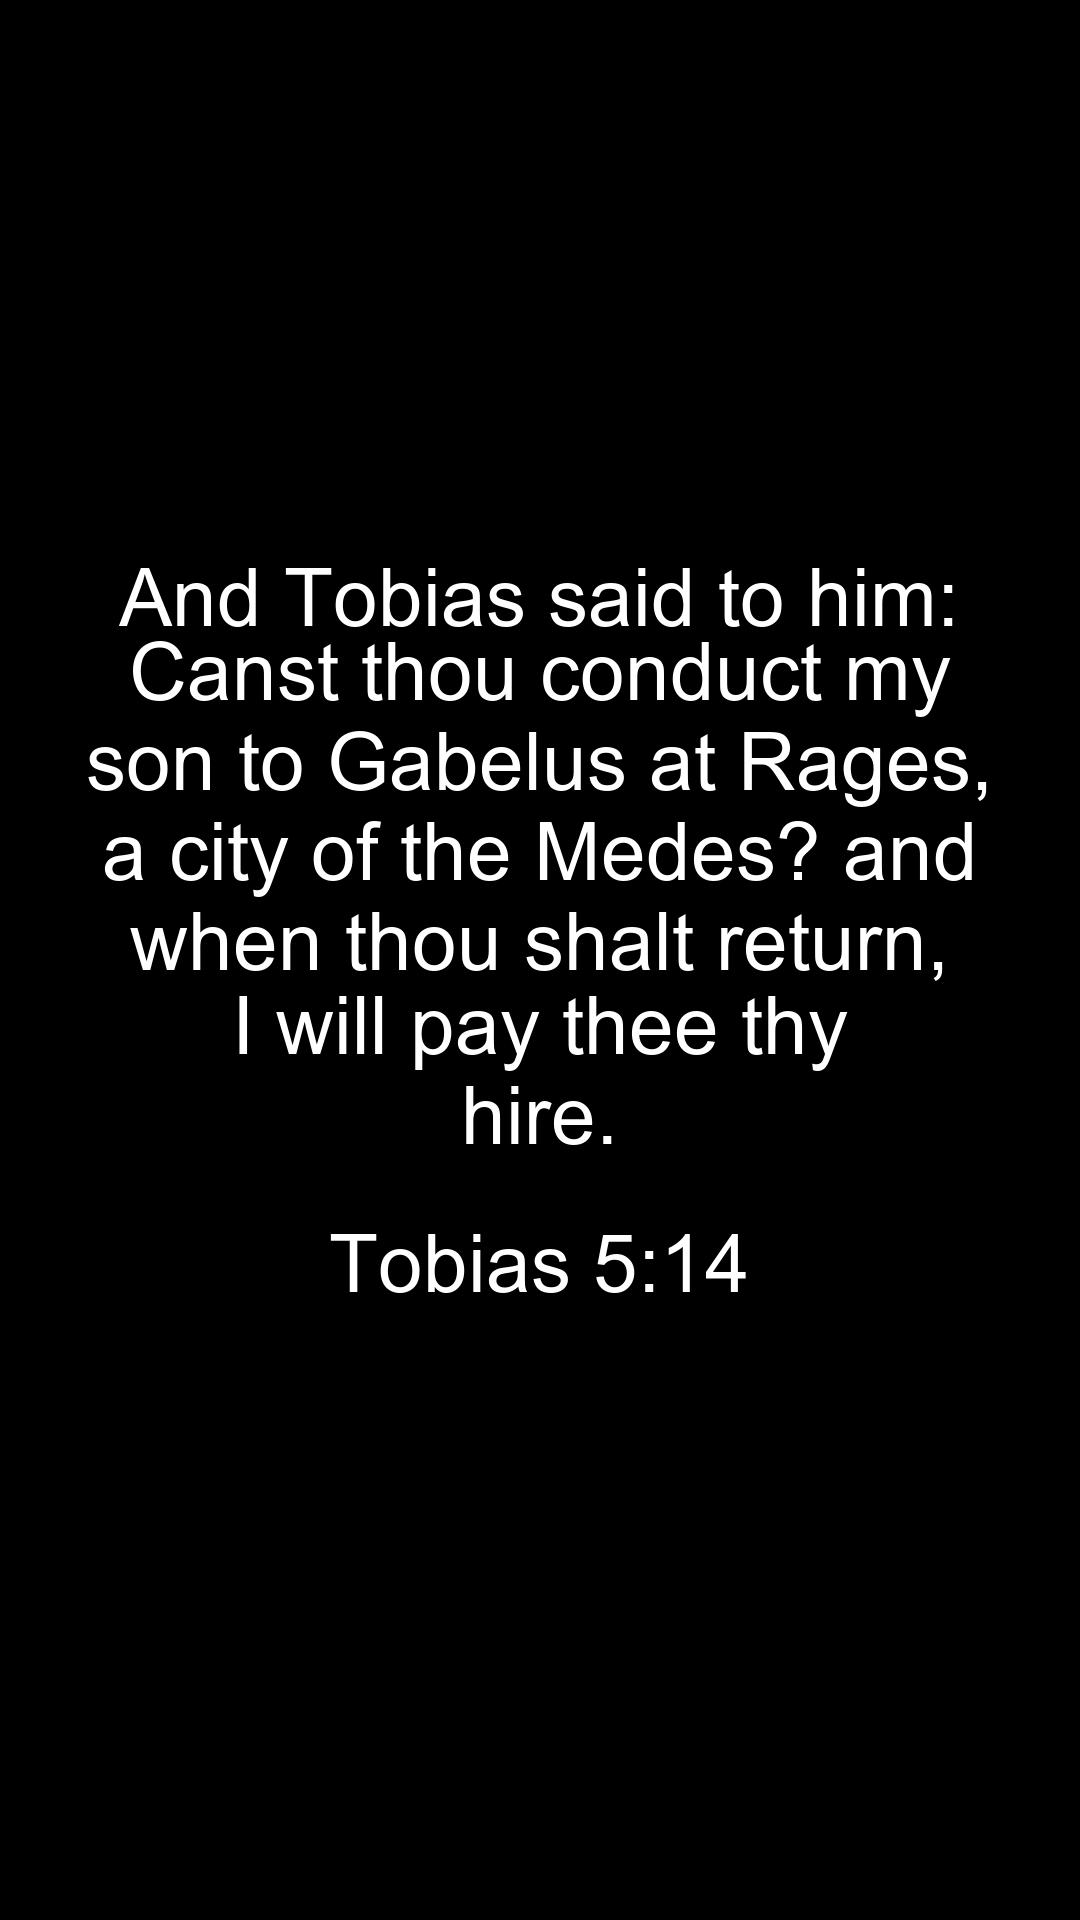 And Tobias said to him:
Canst thou conduct my
son to Gabelus at Rages,
a city of the Medes? and
when thou shalt return,
I will pay thee thy
hire.
Tobias 5:14